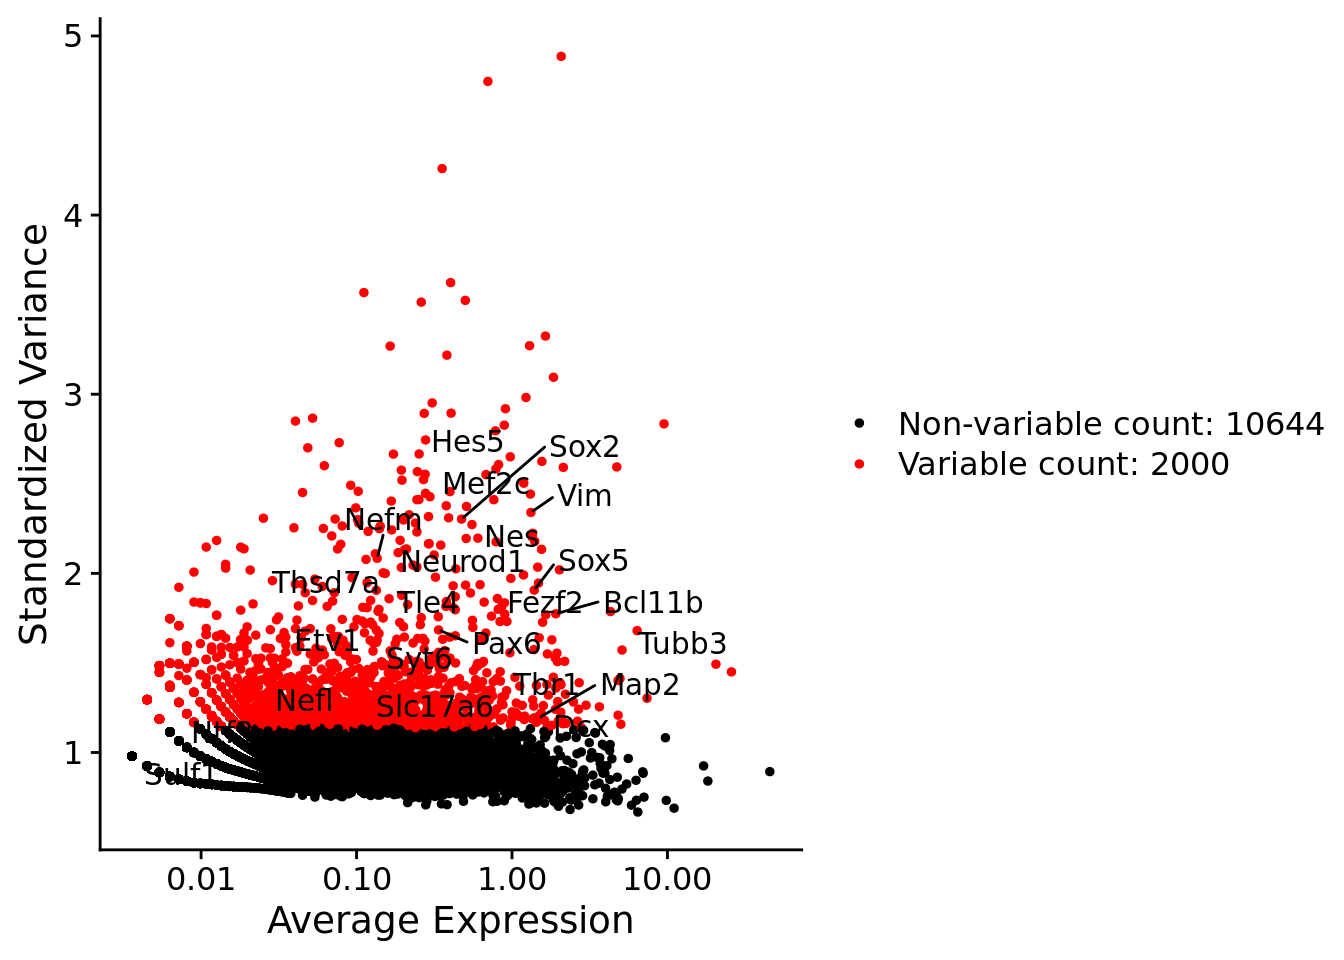 5
4
3
2
1
Standardized Variance
Hes5
Sox2
Mef2c
Vim
Nefm
Nes
Neurod1
Sox5
Thsd7a
Tle4
Fezf2
Bcl11b
Etv1
Pax6
Tubb3
Syt6
Tbr1
Map2
Nefl
Slc17a6
Dcx
Sulf1
0.01
0.10
1.00
10.00
Average Expression
Non-variable count: 10644
Variable count: 2000